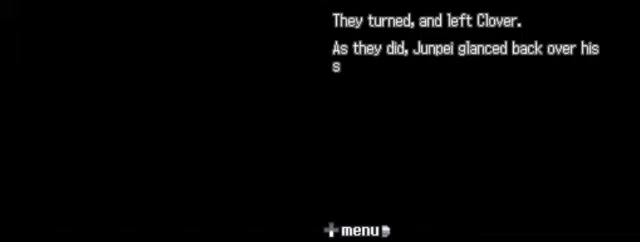 They turned, and left Clover.
As they did, Junpei glanced back over his
s
menu